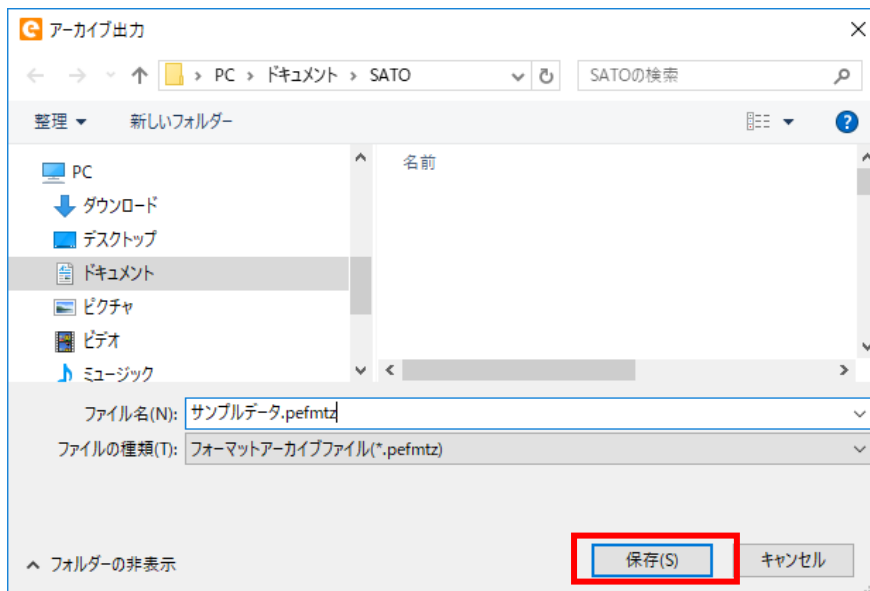 アーカイブ出力
PC › ドキュメント › SATO
SATOの検索
整理
新しいフォルダー
?
名前
PC
ダウンロード
デスクトップ
ドキュメント
ピクチャ
ビデオ
ミュージック
ファイル名(N): サンプルデータ.pefmtz
ファイルの種類(T): フォーマットアーカイブファイル(*.pefmtz)
フォルダーの非表示
保存(S)
キャンセル